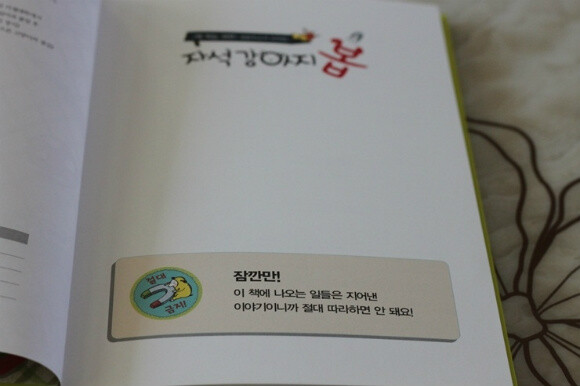 자석 강아지 봅
절대
금지!
잠깐만!
이 책에 나오는 일들은 지어낸
이야기이니까 절대 따라하면 안 돼요!